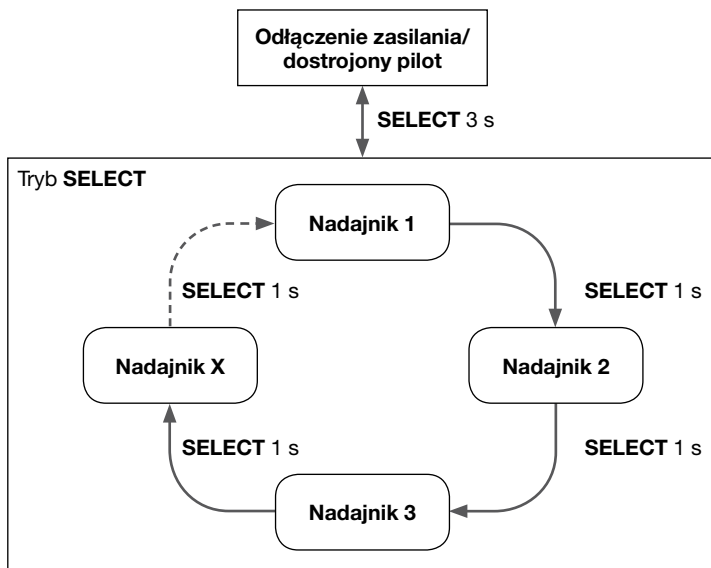 Odłączenie zasilania/
dostrojony pilot
SELECT 3 s
Tryb SELECT
Nadajnik 1
SELECT 1 s
SELECT 1 s
Nadajnik X
Nadajnik 2
SELECT 1 s
SELECT 1 s
Nadajnik 3